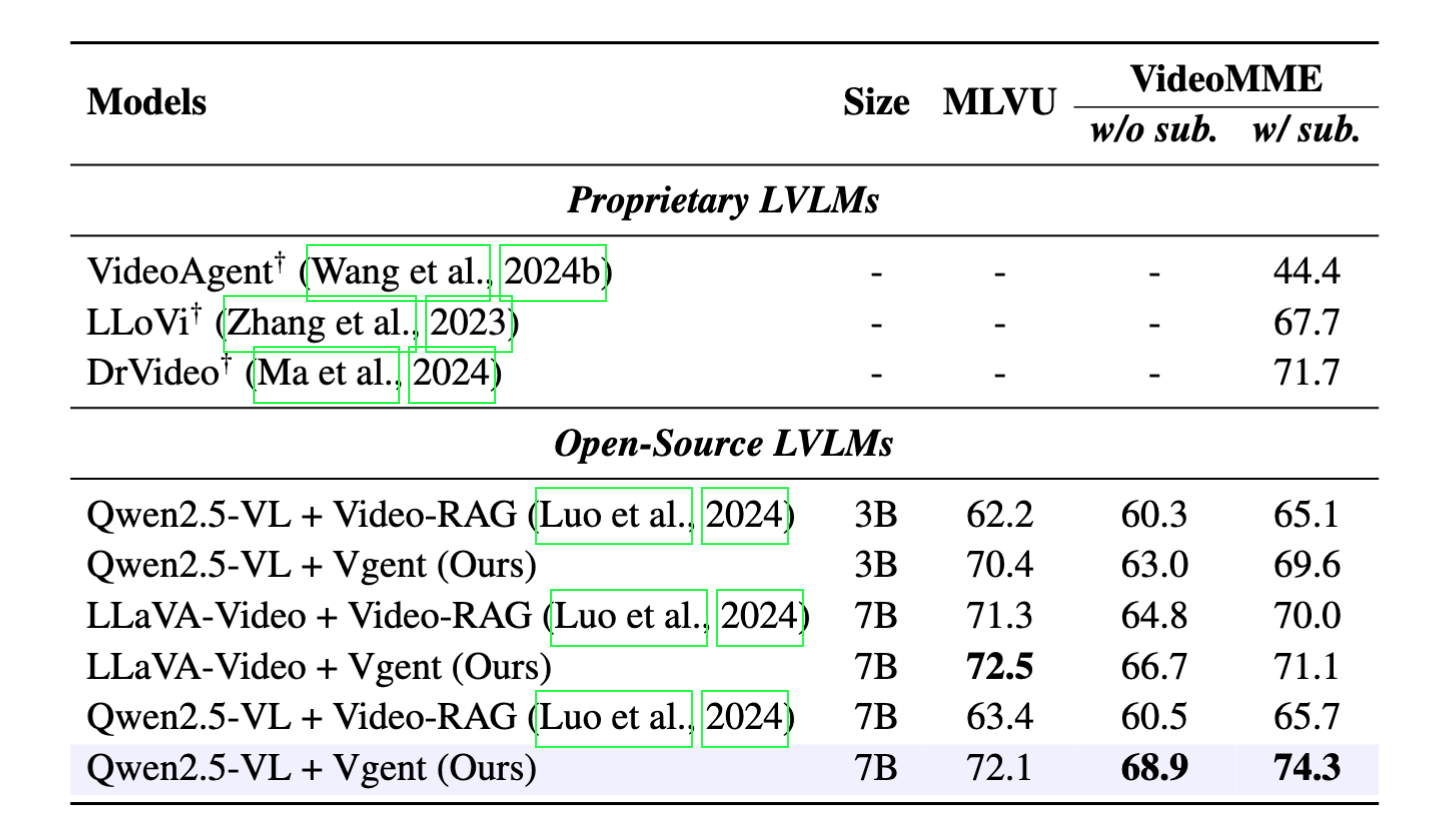 Models Size MLVU VideoMME
w/o sub. w/ sub.
Proprietary LVLMs
VideoAgent† (Wang et al., 2024b) - - - 44.4
LLoVi† (Zhang et al., 2023) - - - 67.7
DrVideo† (Ma et al., 2024) - - - 71.7
Open-Source LVLMs
Qwen2.5-VL + Video-RAG (Luo et al., 2024) 3B 62.2 60.3 65.1
Qwen2.5-VL + Vgent (Ours) 3B 70.4 63.0 69.6
LLaVA-Video + Video-RAG (Luo et al., 2024) 7B 71.3 64.8 70.0
LLaVA-Video + Vgent (Ours) 7B 72.5 66.7 71.1
Qwen2.5-VL + Video-RAG (Luo et al., 2024) 7B 63.4 60.5 65.7
Qwen2.5-VL + Vgent (Ours) 7B 72.1 68.9 74.3